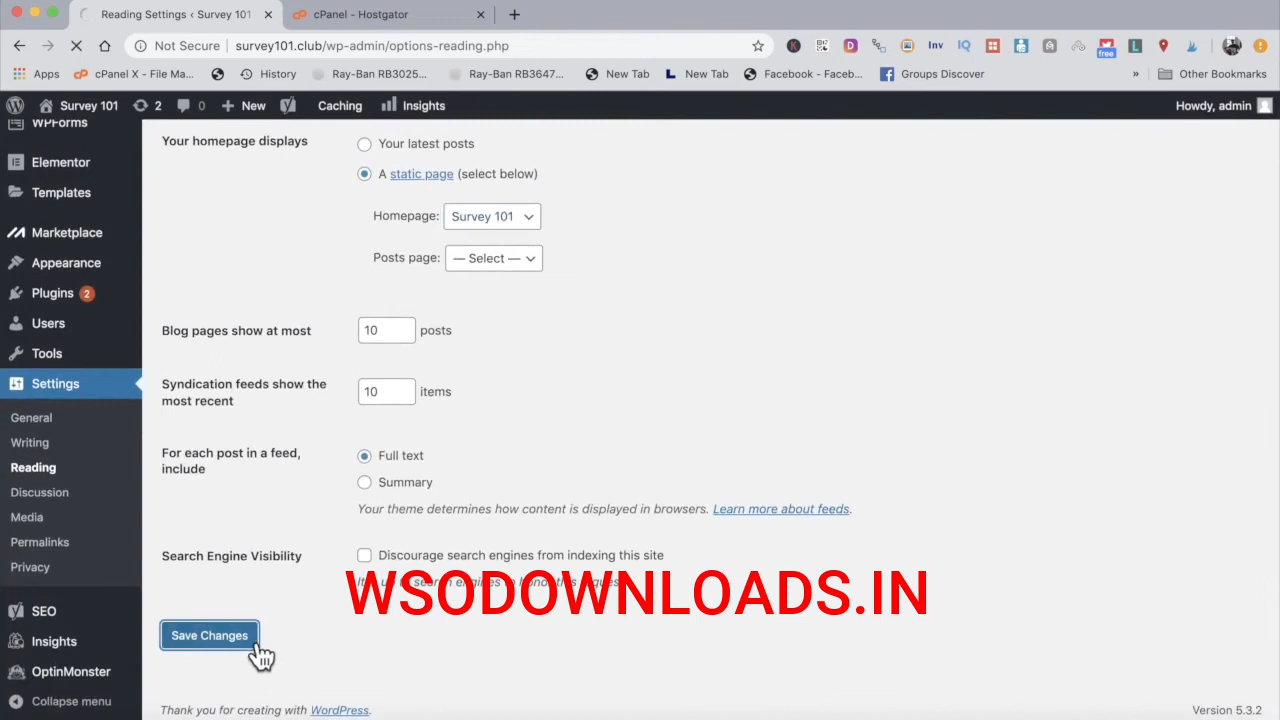 Reading Settings ‹ Survey 101
cPanel - Hostgator
Not Secure
survey101.club/wp-admin/options-reading.php
Inv
IQ
L
free
Apps
cPanel X - File Ma...
History
Ray-Ban RB3025...
Ray-Ban RB3647...
New Tab
New Tab
Facebook - Faceb...
Groups Discover
»
Other Bookmarks
Survey 101
2
0
New
Caching
Insights
Howdy, admin
WPForms
Elementor
Templates
Marketplace
Appearance
Plugins 2
Users
Tools
Settings
General
Writing
Reading
Discussion
Media
Permalinks
Privacy
SEO
Insights
OptinMonster
Collapse menu
Your homepage displays
Your latest posts
A static page (select below)
Homepage: Survey 101
Posts page: — Select —
Blog pages show at most
10 posts
Syndication feeds show the
most recent
10 items
For each post in a feed,
include
Full text
Summary
Your theme determines how content is displayed in browsers. Learn more about feeds.
Search Engine Visibility
Discourage search engines from indexing this site
WSODOWNLOADS.IN
Save Changes
Thank you for creating with WordPress.
Version 5.3.2